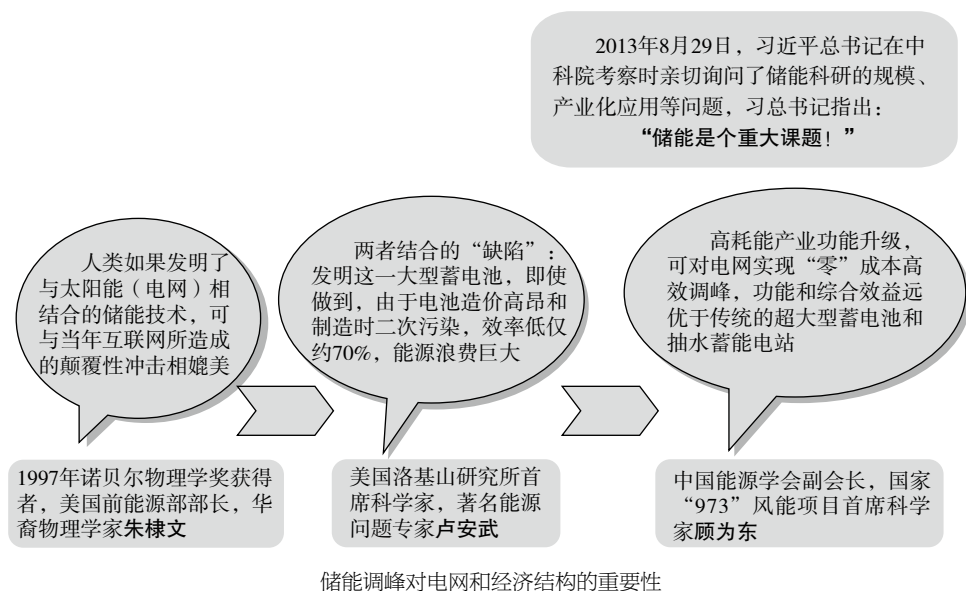 2013年8月29日，习近平总书记在中
科院考察时亲切询问了储能科研的规模、
产业化应用等问题，习总书记指出：
“储能是个重大课题！”
人类如果发明了
与太阳能（电网）相
结合的储能技术，可
与当年互联网所造成
的颠覆性冲击相媲美
两者结合的“缺陷”：
发明这一大型蓄电池，即使
做到，由于电池造价高昂和
制造时二次污染，效率低仅
约70%，能源浪费巨大
高耗能产业功能升级，
可对电网实现“零”成本高
效调峰，功能和综合效益远
优于传统的超大型蓄电池和
抽水蓄能电站
1997年诺贝尔物理学奖获得
者，美国前能源部部长，华
裔物理学家朱棣文
美国洛基山研究所首
席科学家，著名能源
问题专家卢安武
中国能源学会副会长，国家
“973”风能项目首席科学
家顾为东
储能调峰对电网和经济结构的重要性